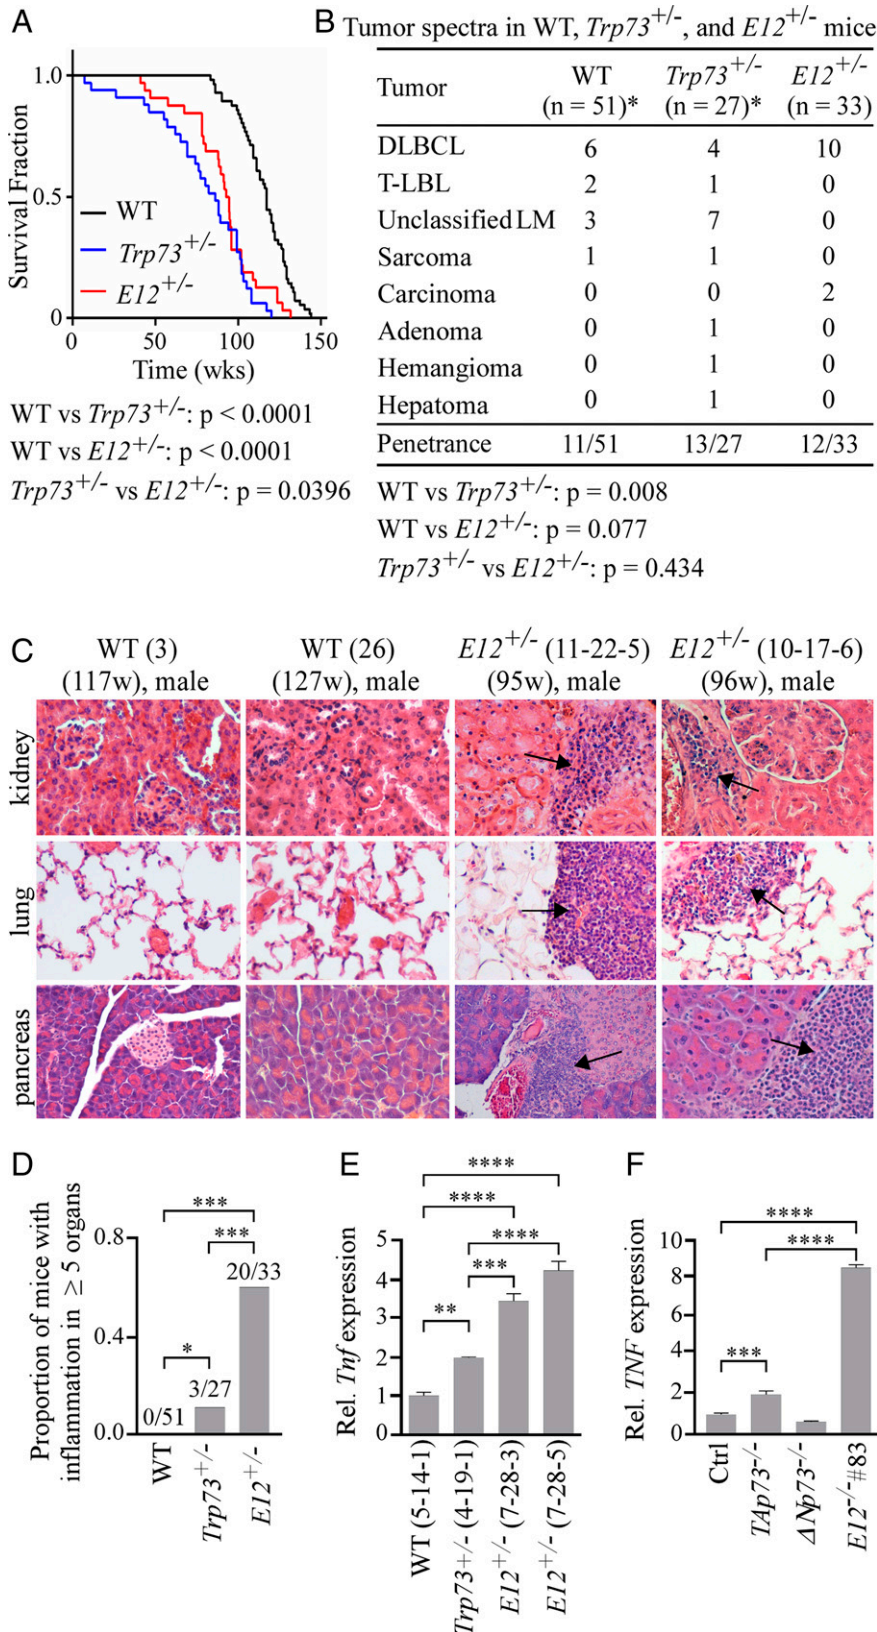 A
Survival Fraction
1.0
0.5
0
WT
Trp73+/-
E12+/-
0 50 100 150
Time (wks)
WT vs Trp73+/-: p < 0.0001
WT vs E12+/-: p < 0.0001
Trp73+/- vs E12+/-: p = 0.0396
B
Tumor spectra in WT, Trp73+/-, and E12+/- mice
Tumor WT (n = 51)* Trp73+/- (n = 27)* E12+/- (n = 33)
DLBCL 6 4 10
T-LBL 2 1 0
Unclassified LM 3 7 0
Sarcoma 1 1 0
Carcinoma 0 0 2
Adenoma 0 1 0
Hemangioma 0 1 0
Hepatoma 0 1 0
Penetrance 11/51 13/27 12/33
WT vs Trp73+/-: p = 0.008
WT vs E12+/-: p = 0.077
Trp73+/- vs E12+/-: p = 0.434
C
WT (3) WT (26) E12+/- (11-22-5) E12+/- (10-17-6)
(117w), male (127w), male (95w), male (96w), male
kidney
lung
pancreas
D
Proportion of mice with
inflammation in ≥ 5 organs
0.8
0.4
0.0
***
***
*
0/51
3/27
20/33
WT
Trp73+/-
E12+/-
E
Rel. Tnf expression
5
4
3
2
1
0
****
****
****
***
**
WT (5-14-1)
Trp73+/- (4-19-1)
E12+/- (7-28-3)
E12+/- (7-28-5)
F
Rel. TNF expression
10
8
6
4
2
0
****
****
***
Ctrl
TAp73-/-
ΔNp73-/-
E12-/-#83